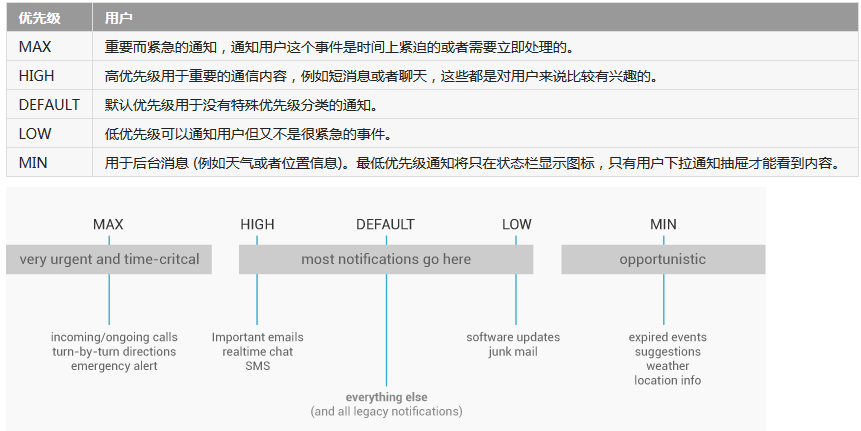 优先级 用户
MAX 重要而紧急的通知，通知用户这个事件是时间上紧迫的或者需要立即处理的。
HIGH 高优先级用于重要的通信内容，例如短消息或者聊天，这些都是对用户来说比较有兴趣的。
DEFAULT 默认优先级用于没有特殊优先级分类的通知。
LOW 低优先级可以通知用户但又不是很紧急的事件。
MIN 用于后台消息 (例如天气或者位置信息)。最低优先级通知将只在状态栏显示图标，只有用户下拉通知抽屉才能看到内容。
MAX HIGH DEFAULT LOW MIN
very urgent and time-critcal most notifications go here opportunistic
incoming/ongoing calls
turn-by-turn directions
emergency alert
Important emails
realtime chat
SMS
everything else
(and all legacy notifications)
software updates
junk mail
expired events
suggestions
weather
location info